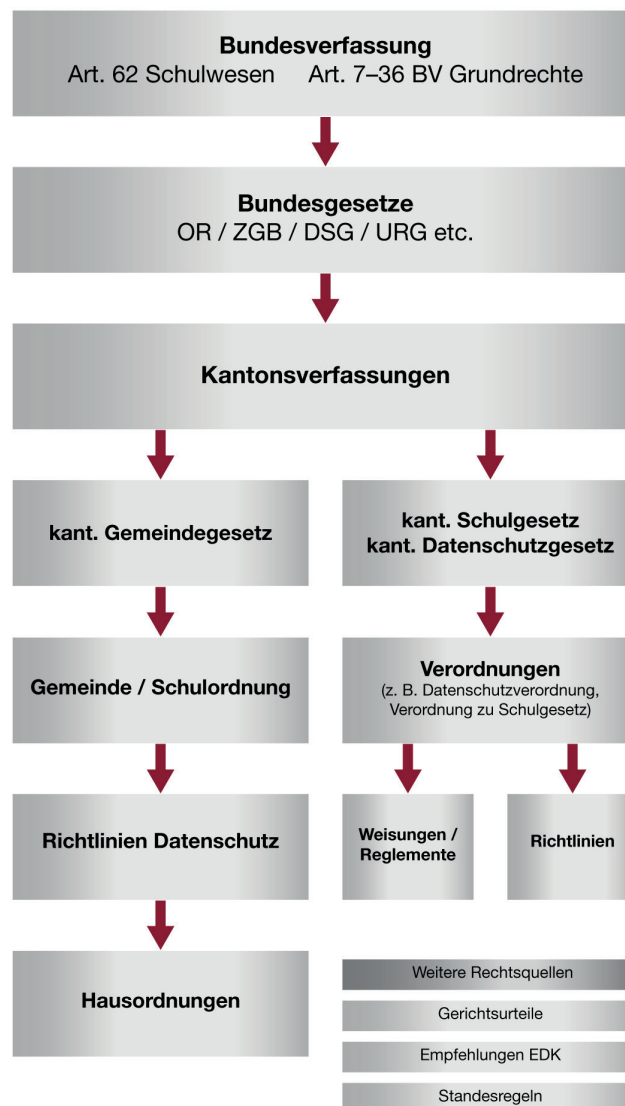 Bundesverfassung
Art. 62 Schulwesen Art. 7–36 BV Grundrechte
Bundesgesetze
OR / ZGB / DSG / URG etc.
Kantonsverfassungen
kant. Gemeindegesetz
kant. Schulgesetz
kant. Datenschutzgesetz
Gemeinde / Schulordnung
Verordnungen
(z. B. Datenschutzverordnung,
Verordnung zu Schulgesetz)
Richtlinien Datenschutz
Weisungen /
Reglemente
Richtlinien
Hausordnungen
Weitere Rechtsquellen
Gerichtsurteile
Empfehlungen EDK
Standesregeln